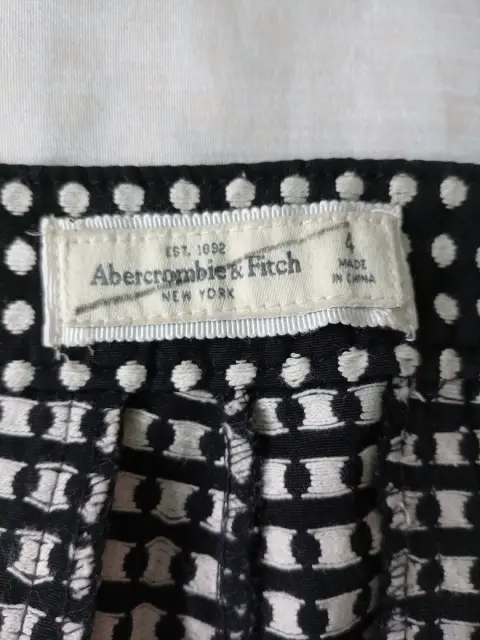 EST. 1892
Abercrombie & Fitch
NEW YORK
4
MADE
IN CHINA